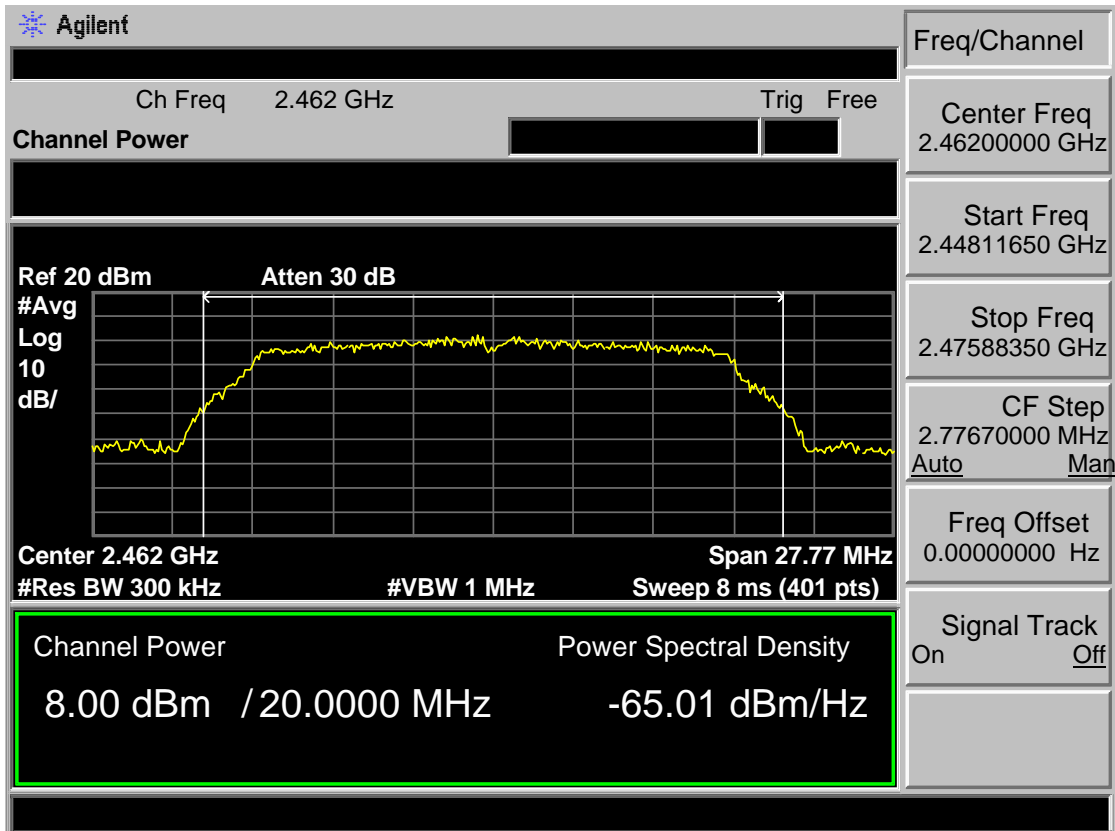 Agilent
Ch Freq 2.462 GHz Trig Free
Channel Power
Ref 20 dBm Atten 30 dB
#Avg
Log
10
dB/
Center 2.462 GHz Span 27.77 MHz
#Res BW 300 kHz #VBW 1 MHz Sweep 8 ms (401 pts)
Channel Power Power Spectral Density
8.00 dBm / 20.0000 MHz -65.01 dBm/Hz
Freq/Channel
Center Freq
2.46200000 GHz
Start Freq
2.44811650 GHz
Stop Freq
2.47588350 GHz
CF Step
2.77670000 MHz
Auto Man
Freq Offset
0.00000000 Hz
Signal Track
On Off